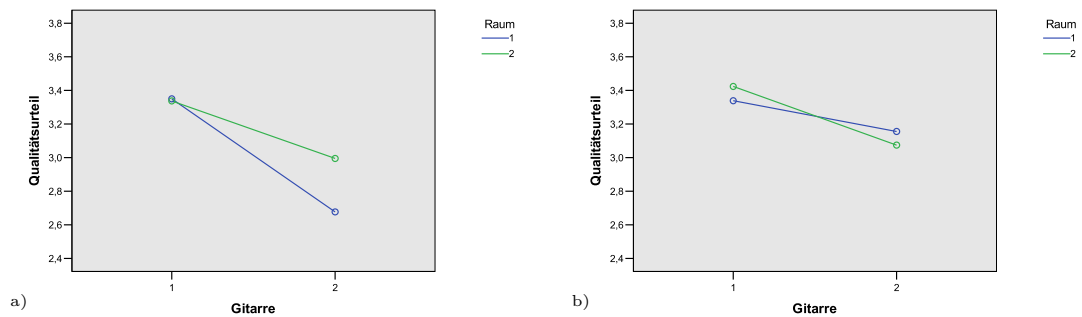 3,8
3,6
3,4
3,2
3,0
2,8
2,6
2,4
Qualitätsurteil
1 2
Gitarre
Raum
1
2
a)
3,8
3,6
3,4
3,2
3,0
2,8
2,6
2,4
Qualitätsurteil
1 2
Gitarre
Raum
1
2
b)